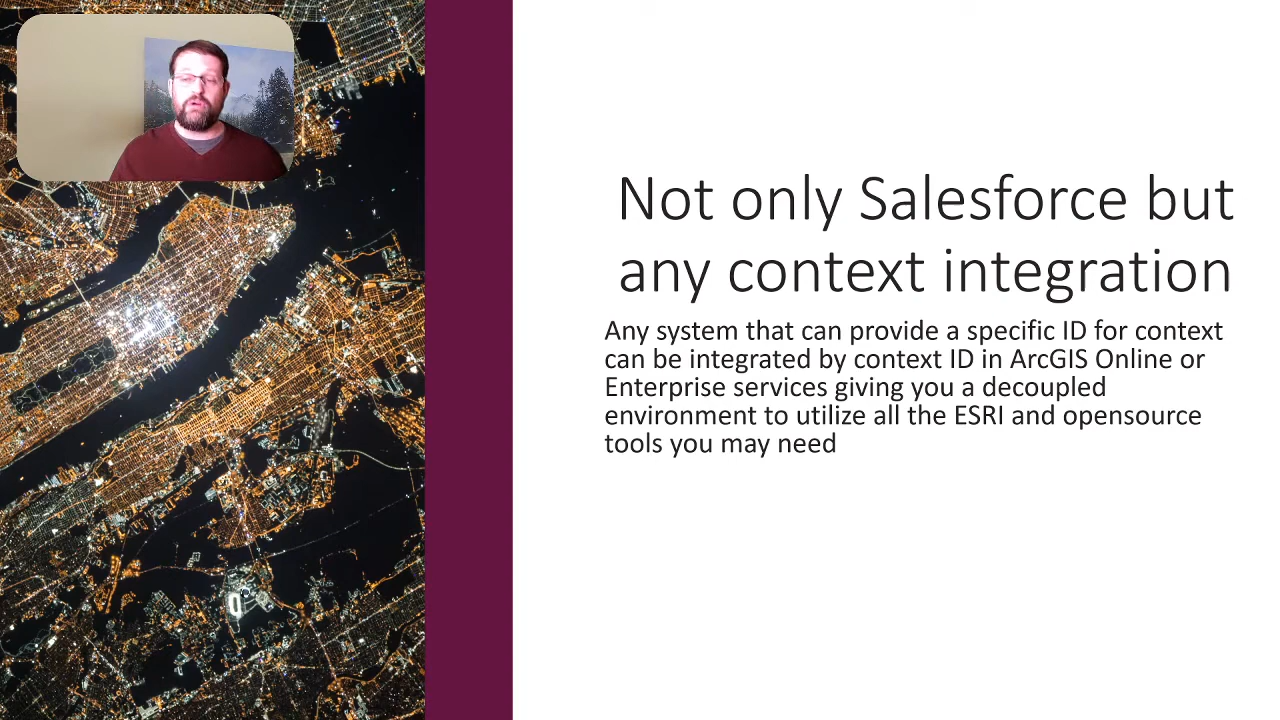 Not only Salesforce but
any context integration
Any system that can provide a specific ID for context
can be integrated by context ID in ArcGIS Online or
Enterprise services giving you a decoupled
environment to utilize all the ESRI and opensource
tools you may need